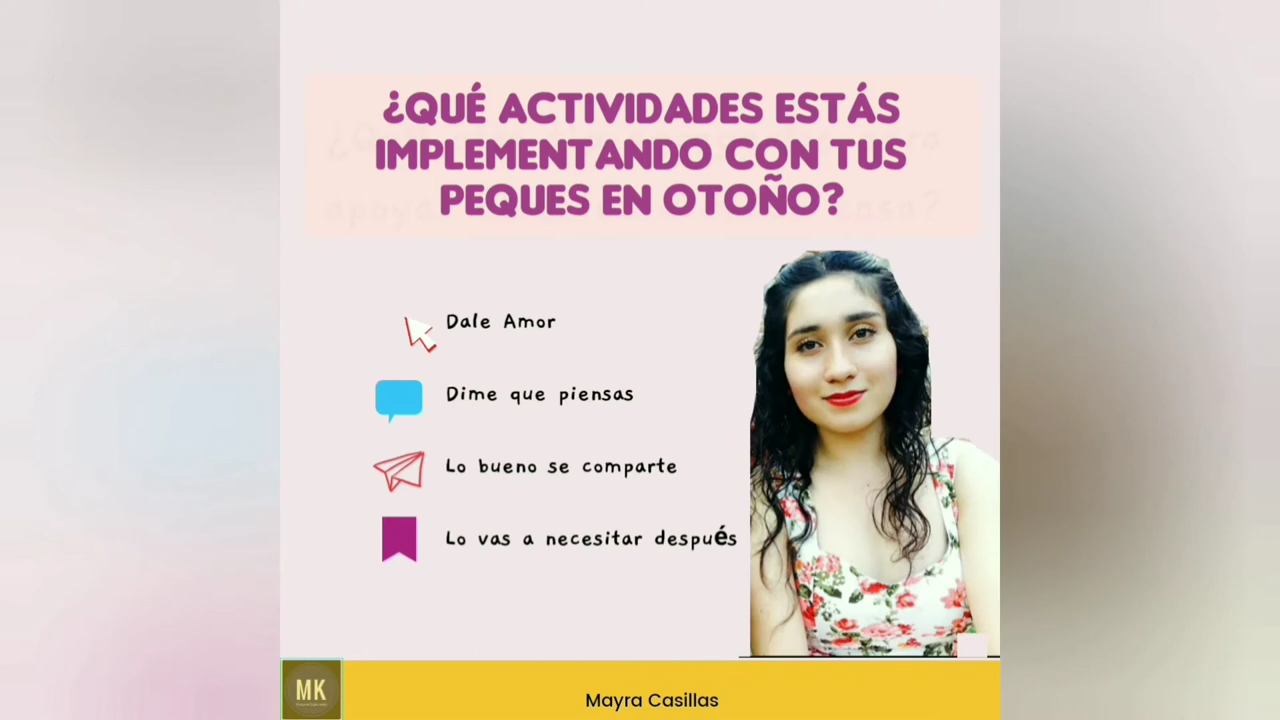 ¿QUÉ ACTIVIDADES ESTÁS
IMPLEMENTANDO CON TUS
PEQUES EN OTOÑO?
Dale Amor
Dime que piensas
Lo bueno se comparte
Lo vas a necesitar después
MK
Mayra Casillas